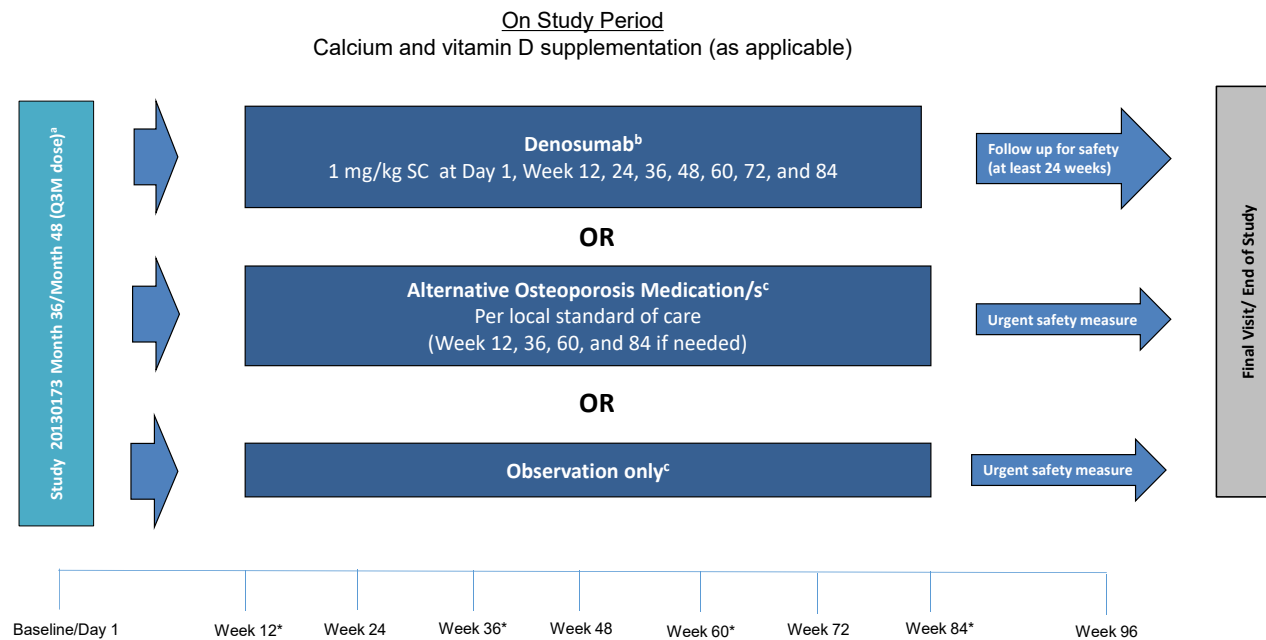 On Study Period
Calcium and vitamin D supplementation (as applicable)
Study 20130173 Month 36/Month 48 (Q3M dose)ᵃ
Denosumabᵇ
1 mg/kg SC at Day 1, Week 12, 24, 36, 48, 60, 72, and 84
Follow up for safety
(at least 24 weeks)
OR
Alternative Osteoporosis Medication/sᶜ
Per local standard of care
(Week 12, 36, 60, and 84 if needed)
Urgent safety measure
OR
Observation onlyᶜ
Urgent safety measure
Final Visit/ End of Study
Baseline/Day 1
Week 12*
Week 24
Week 36*
Week 48
Week 60*
Week 72
Week 84*
Week 96